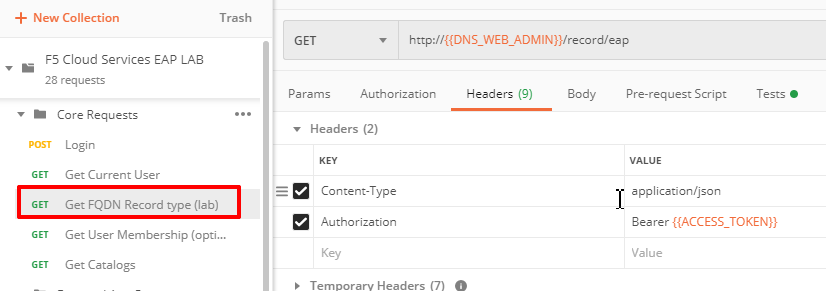 + New Collection
Trash
F5 Cloud Services EAP LAB
28 requests
Core Requests
POST Login
GET Get Current User
GET Get FQDN Record type (lab)
GET Get User Membership (opti...
GET Get Catalogs
GET http://{{DNS_WEB_ADMIN}}/record/eap
Params Authorization Headers (9) Body Pre-request Script Tests
Headers (2)
KEY VALUE
Content-Type application/json
Authorization Bearer {{ACCESS_TOKEN}}
Key Value
Temporary Headers (7)